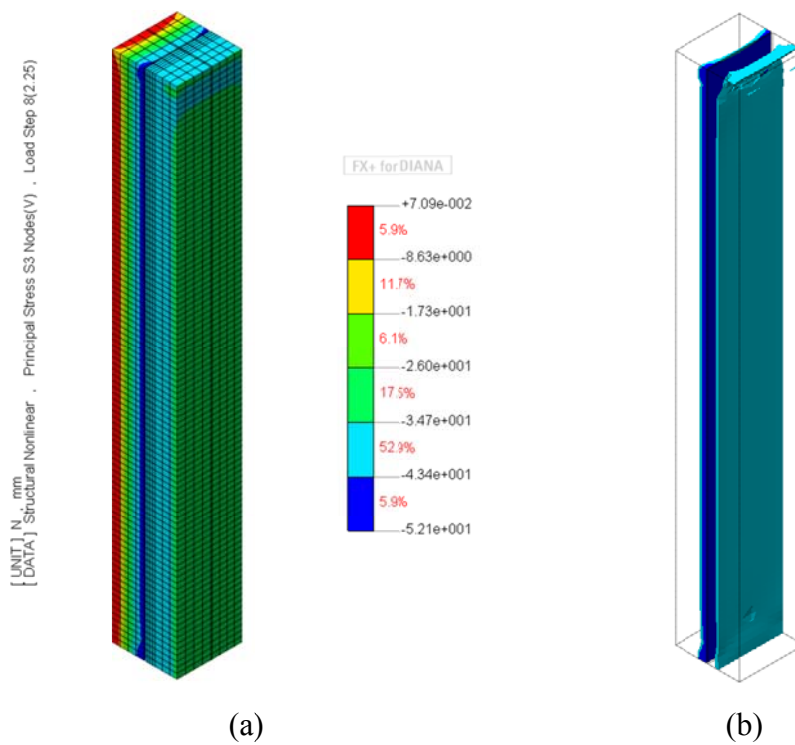 [ UNIT ] N , mm
[ DATA ] Structural Nonlinear , Principal Stress S3 Nodes(V) , Load Step 8(2.25)
FX+ for DIANA
+7.09e-002
5.9%
-8.63e+000
11.7%
-1.73e+001
6.1%
-2.60e+001
17.5%
-3.47e+001
52.9%
-4.34e+001
5.9%
-5.21e+001
(a)
(b)